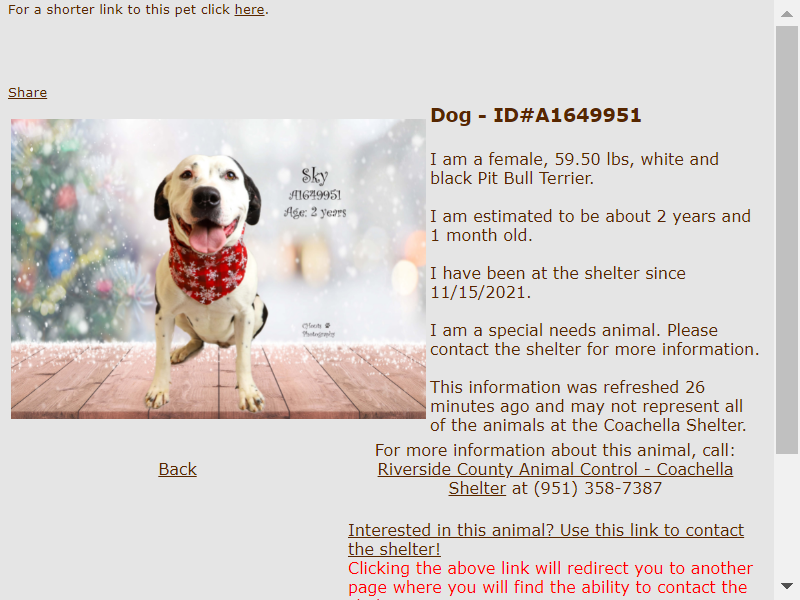 For a shorter link to this pet click here.
Share
Sky
A1649951
Age: 2 years
Photography
Dog - ID#A1649951
I am a female, 59.50 lbs, white and
black Pit Bull Terrier.
I am estimated to be about 2 years and
1 month old.
I have been at the shelter since
11/15/2021.
I am a special needs animal. Please
contact the shelter for more information.
This information was refreshed 26
minutes ago and may not represent all
of the animals at the Coachella Shelter.
Back
For more information about this animal, call:
Riverside County Animal Control - Coachella
Shelter at (951) 358-7387
Interested in this animal? Use this link to contact
the shelter!
Clicking the above link will redirect you to another
page where you will find the ability to contact the